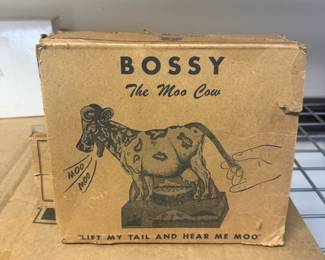 BOSSY
The Moo Cow
MOO
MOO
"LIFT MY TAIL AND HEAR ME MOO"